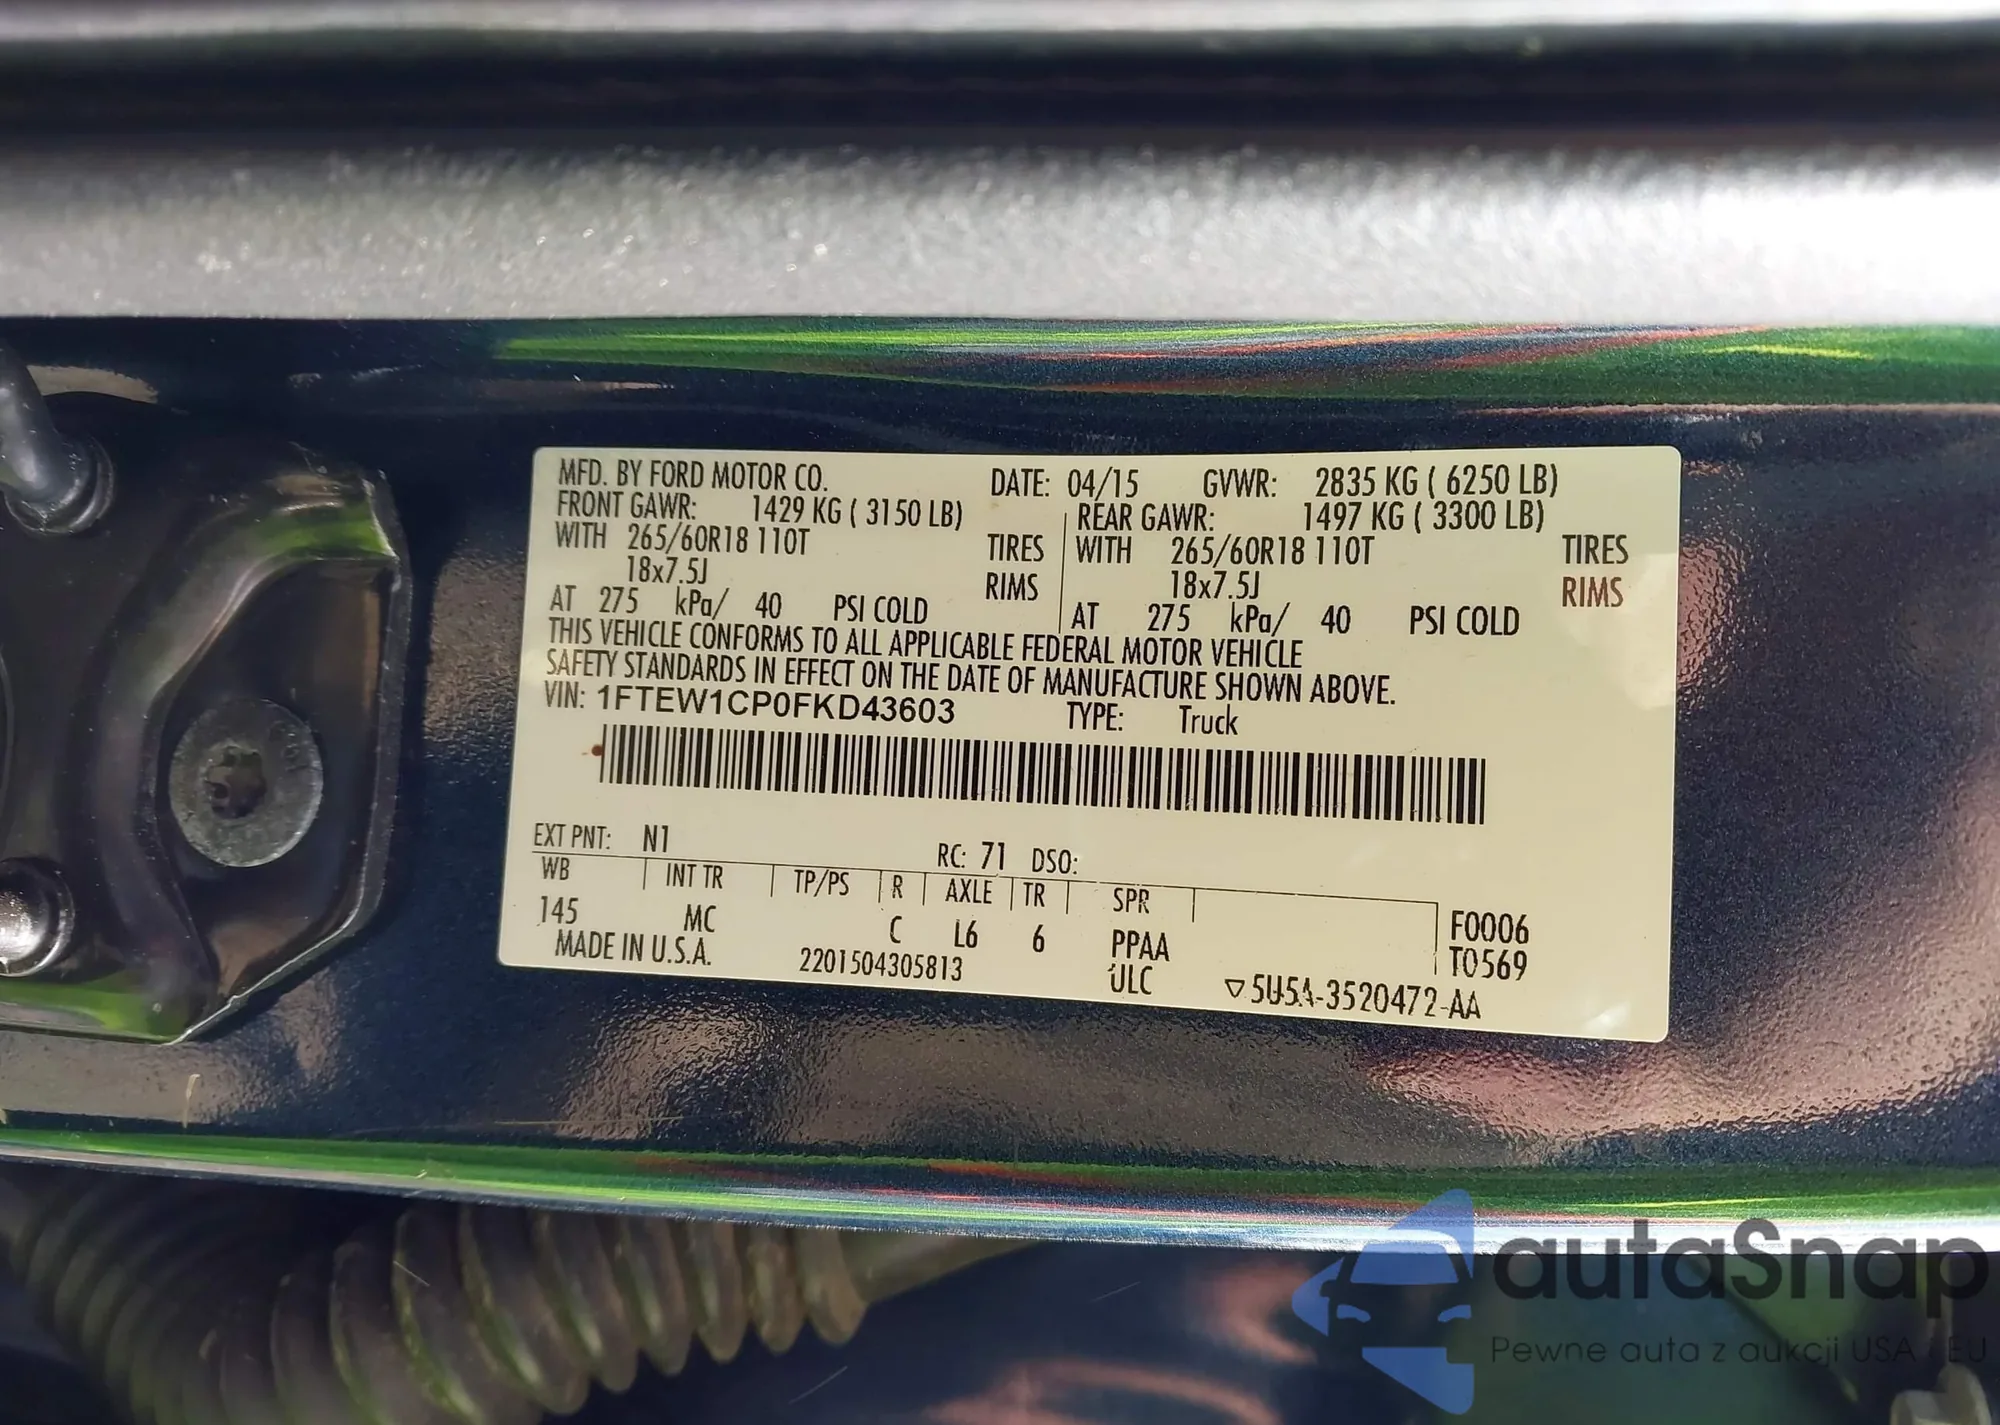 MFD. BY FORD MOTOR CO. DATE: 04/15 GVWR: 2835 KG ( 6250 LB)
FRONT GAWR: 1429 KG ( 3150 LB) REAR GAWR: 1497 KG ( 3300 LB)
WITH 265/60R18 110T TIRES WITH 265/60R18 110T TIRES
18x7.5J RIMS 18x7.5J RIMS
AT 275 kPa/ 40 PSI COLD AT 275 kPa/ 40 PSI COLD
THIS VEHICLE CONFORMS TO ALL APPLICABLE FEDERAL MOTOR VEHICLE
SAFETY STANDARDS IN EFFECT ON THE DATE OF MANUFACTURE SHOWN ABOVE.
VIN: 1FTEW1CP0FKD43603 TYPE: Truck
EXT PNT: N1 RC: 71 DSO:
WB INT TR TP/PS R AXLE TR SPR
145 MC C L6 6 PPAA F0006
MADE IN U.S.A. 2201504305813 ULC T0569
▽5U5A-3520472-AA
autaSnap
Pewne auta z aukcji USA / EU